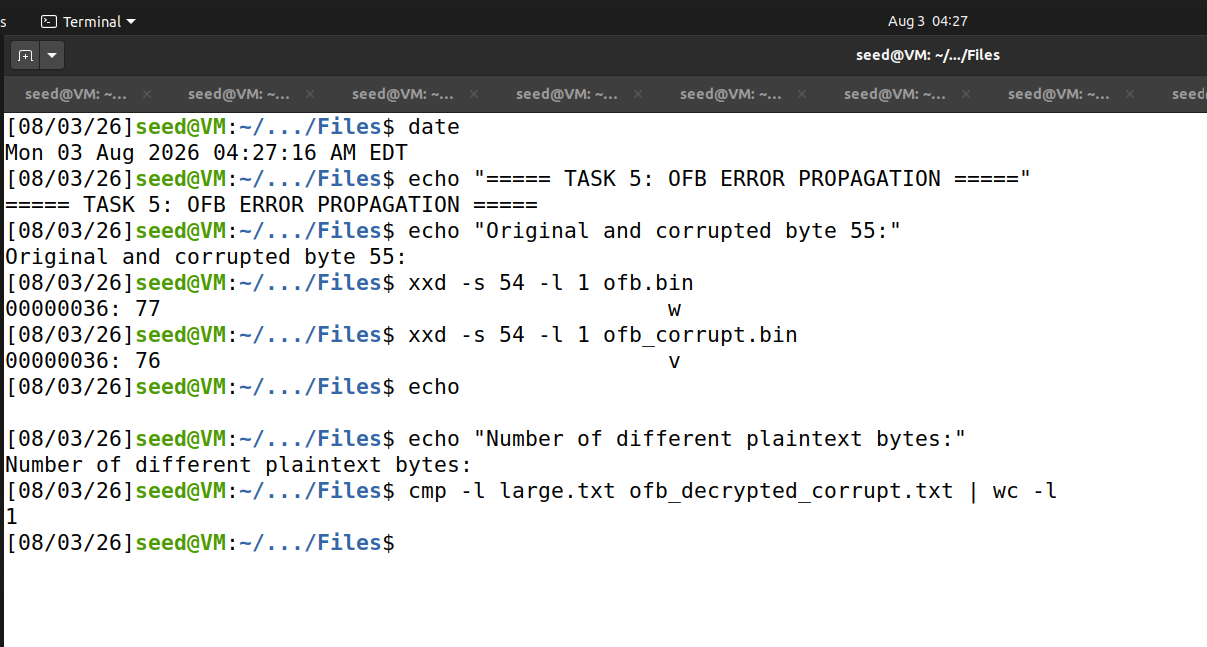 s Terminal Aug 3 04:27
seed@VM: ~/.../Files
seed@VM: ~... × seed@VM: ~... × seed@VM: ~... × seed@VM: ~... × seed@VM: ~... × seed@VM: ~... × seed@VM: ~... × seed
[08/03/26]seed@VM:~/.../Files$ date
Mon 03 Aug 2026 04:27:16 AM EDT
[08/03/26]seed@VM:~/.../Files$ echo "===== TASK 5: OFB ERROR PROPAGATION ====="
===== TASK 5: OFB ERROR PROPAGATION =====
[08/03/26]seed@VM:~/.../Files$ echo "Original and corrupted byte 55:"
Original and corrupted byte 55:
[08/03/26]seed@VM:~/.../Files$ xxd -s 54 -l 1 ofb.bin
00000036: 77                                       w
[08/03/26]seed@VM:~/.../Files$ xxd -s 54 -l 1 ofb_corrupt.bin
00000036: 76                                       v
[08/03/26]seed@VM:~/.../Files$ echo
[08/03/26]seed@VM:~/.../Files$ echo "Number of different plaintext bytes:"
Number of different plaintext bytes:
[08/03/26]seed@VM:~/.../Files$ cmp -l large.txt ofb_decrypted_corrupt.txt | wc -l
1
[08/03/26]seed@VM:~/.../Files$